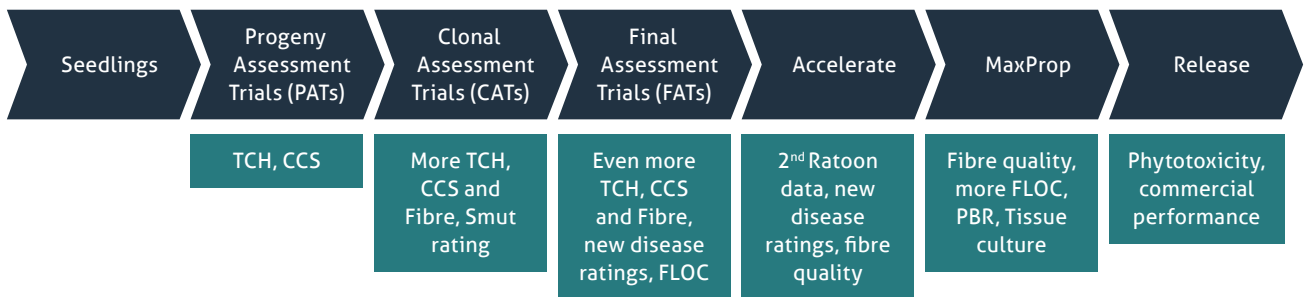 Seedlings
Progeny
Assessment
Trials (PATs)
Clonal
Assessment
Trials (CATs)
Final
Assessment
Trials (FATs)
Accelerate
MaxProp
Release
TCH, CCS
More TCH,
CCS and
Fibre, Smut
rating
Even more
TCH, CCS
and Fibre,
new disease
ratings, FLOC
2nd Ratoon
data, new
disease
ratings, fibre
quality
Fibre quality,
more FLOC,
PBR, Tissue
culture
Phytotoxicity,
commercial
performance